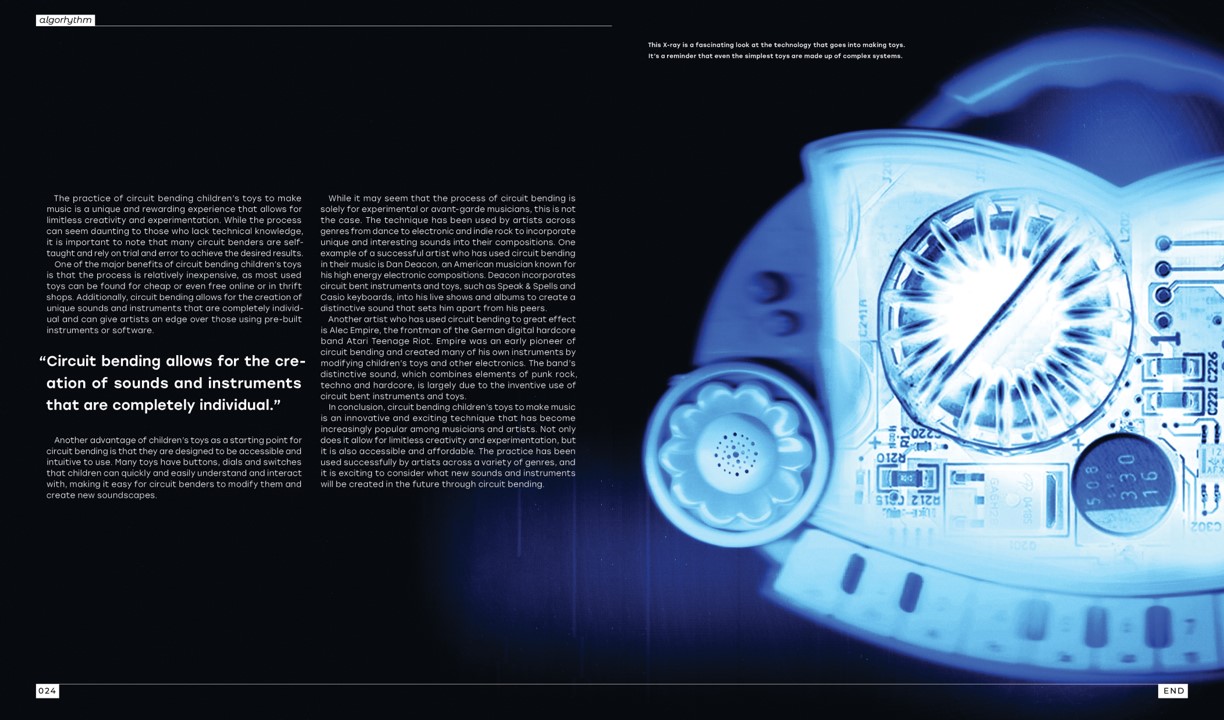 algorhythm
This X-ray is a fascinating look at the technology that goes into making toys.
It's a reminder that even the simplest toys are made up of complex systems.
The practice of circuit bending children's toys to make
music is a unique and rewarding experience that allows for
limitless creativity and experimentation. While the process
can seem daunting to those who lack technical knowledge,
it is important to note that many circuit benders are self-
taught and rely on trial and error to achieve the desired results.
One of the major benefits of circuit bending children's toys
is that the process is relatively inexpensive, as most used
toys can be found for cheap or even free online or in thrift
shops. Additionally, circuit bending allows for the creation of
unique sounds and instruments that are completely individ-
ual and can give artists an edge over those using pre-built
instruments or software.
“Circuit bending allows for the cre-
ation of sounds and instruments
that are completely individual.”
Another advantage of children's toys as a starting point for
circuit bending is that they are designed to be accessible and
intuitive to use. Many toys have buttons, dials and switches
that children can quickly and easily understand and interact
with, making it easy for circuit benders to modify them and
create new soundscapes.
While it may seem that the process of circuit bending is
solely for experimental or avant-garde musicians, this is not
the case. The technique has been used by artists across
genres from dance to electronic and indie rock to incorporate
unique and interesting sounds into their compositions. One
example of a successful artist who has used circuit bending
in their music is Dan Deacon, an American musician known for
his high energy electronic compositions. Deacon incorporates
circuit bent instruments and toys, such as Speak & Spells and
Casio keyboards, into his live shows and albums to create a
distinctive sound that sets him apart from his peers.
Another artist who has used circuit bending to great effect
is Alec Empire, the frontman of the German digital hardcore
band Atari Teenage Riot. Empire was an early pioneer of
circuit bending and created many of his own instruments by
modifying children's toys and other electronics. The band's
distinctive sound, which combines elements of punk rock,
techno and hardcore, is largely due to the inventive use of
circuit bent instruments and toys.
In conclusion, circuit bending children's toys to make music
is an innovative and exciting technique that has become
increasingly popular among musicians and artists. Not only
does it allow for limitless creativity and experimentation, but
it is also accessible and affordable. The practice has been
used successfully by artists across a variety of genres, and
it is exciting to consider what new sounds and instruments
will be created in the future through circuit bending.
C241A
C226
C221
C220
R14
R210
R212
C215
508
330
16
C302
024
END